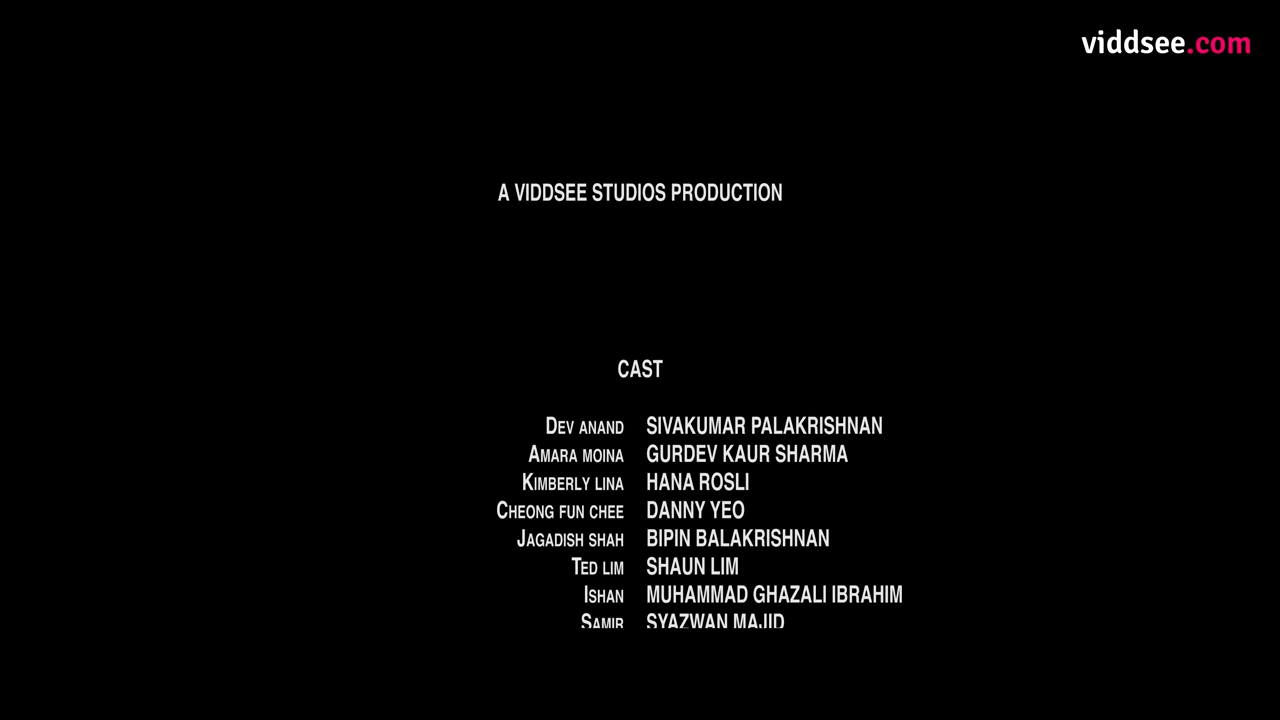 viddsee.com
A VIDDSEE STUDIOS PRODUCTION
CAST
DEV ANAND SIVAKUMAR PALAKRISHNAN
AMARA MOINA GURDEV KAUR SHARMA
KIMBERLY LINA HANA ROSLI
CHEONG FUN CHEE DANNY YEO
JAGADISH SHAH BIPIN BALAKRISHNAN
TED LIM SHAUN LIM
ISHAN MUHAMMAD GHAZALI IBRAHIM
SAMIR SYAZWAN MAJID